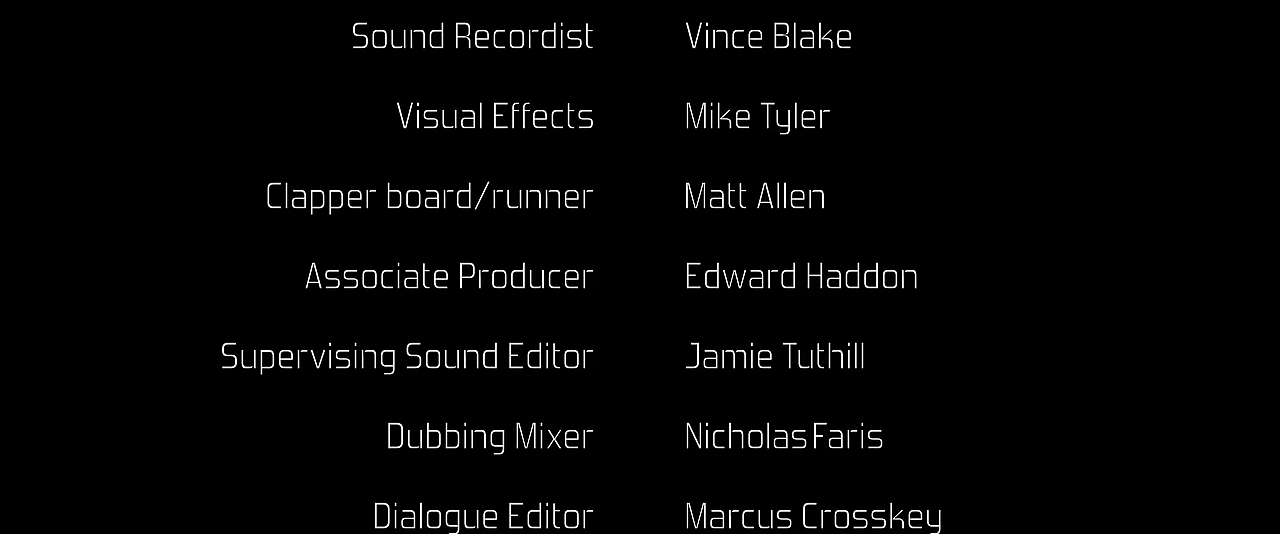 Sound Recordist Vince Blake
Visual Effects Mike Tyler
Clapper board/runner Matt Allen
Associate Producer Edward Haddon
Supervising Sound Editor Jamie Tuthill
Dubbing Mixer Nicholas Faris
Dialogue Editor Marcus Crosskey